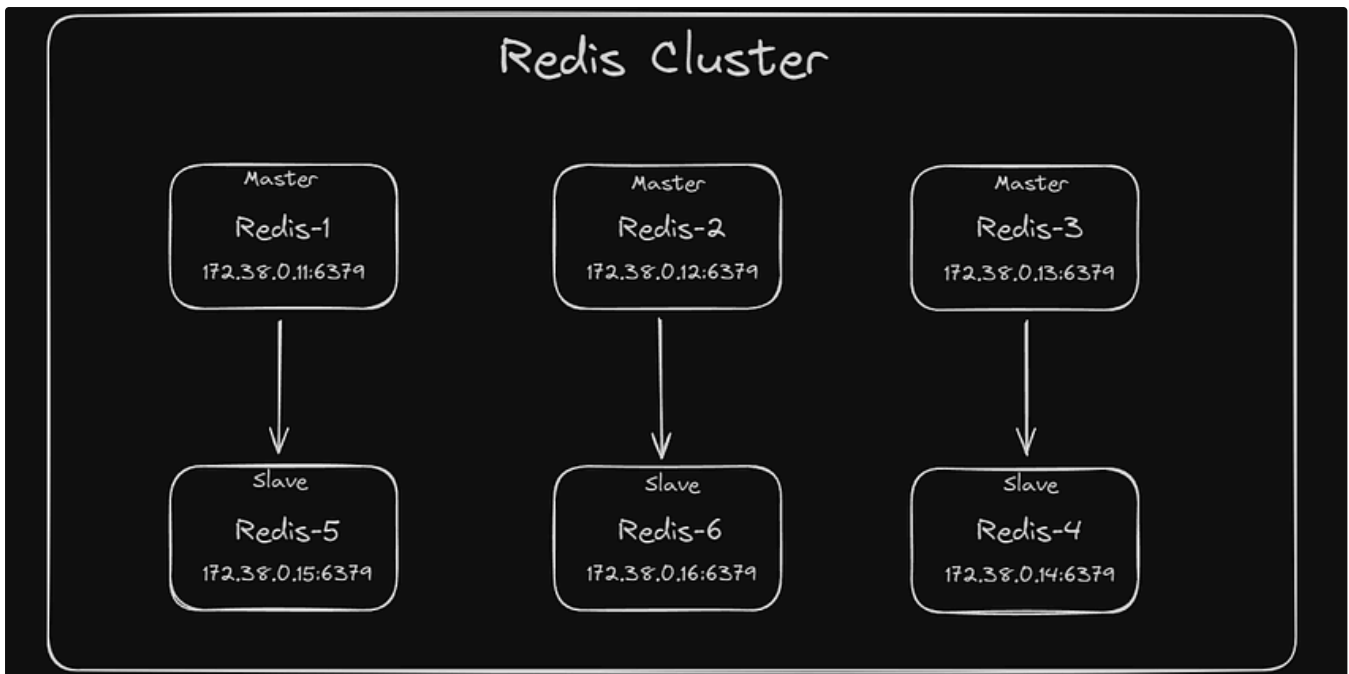 Redis Cluster
Master
Redis-1
172.38.0.11:6379
Master
Redis-2
172.38.0.12:6379
Master
Redis-3
172.38.0.13:6379
Slave
Redis-5
172.38.0.15:6379
Slave
Redis-6
172.38.0.16:6379
Slave
Redis-4
172.38.0.14:6379